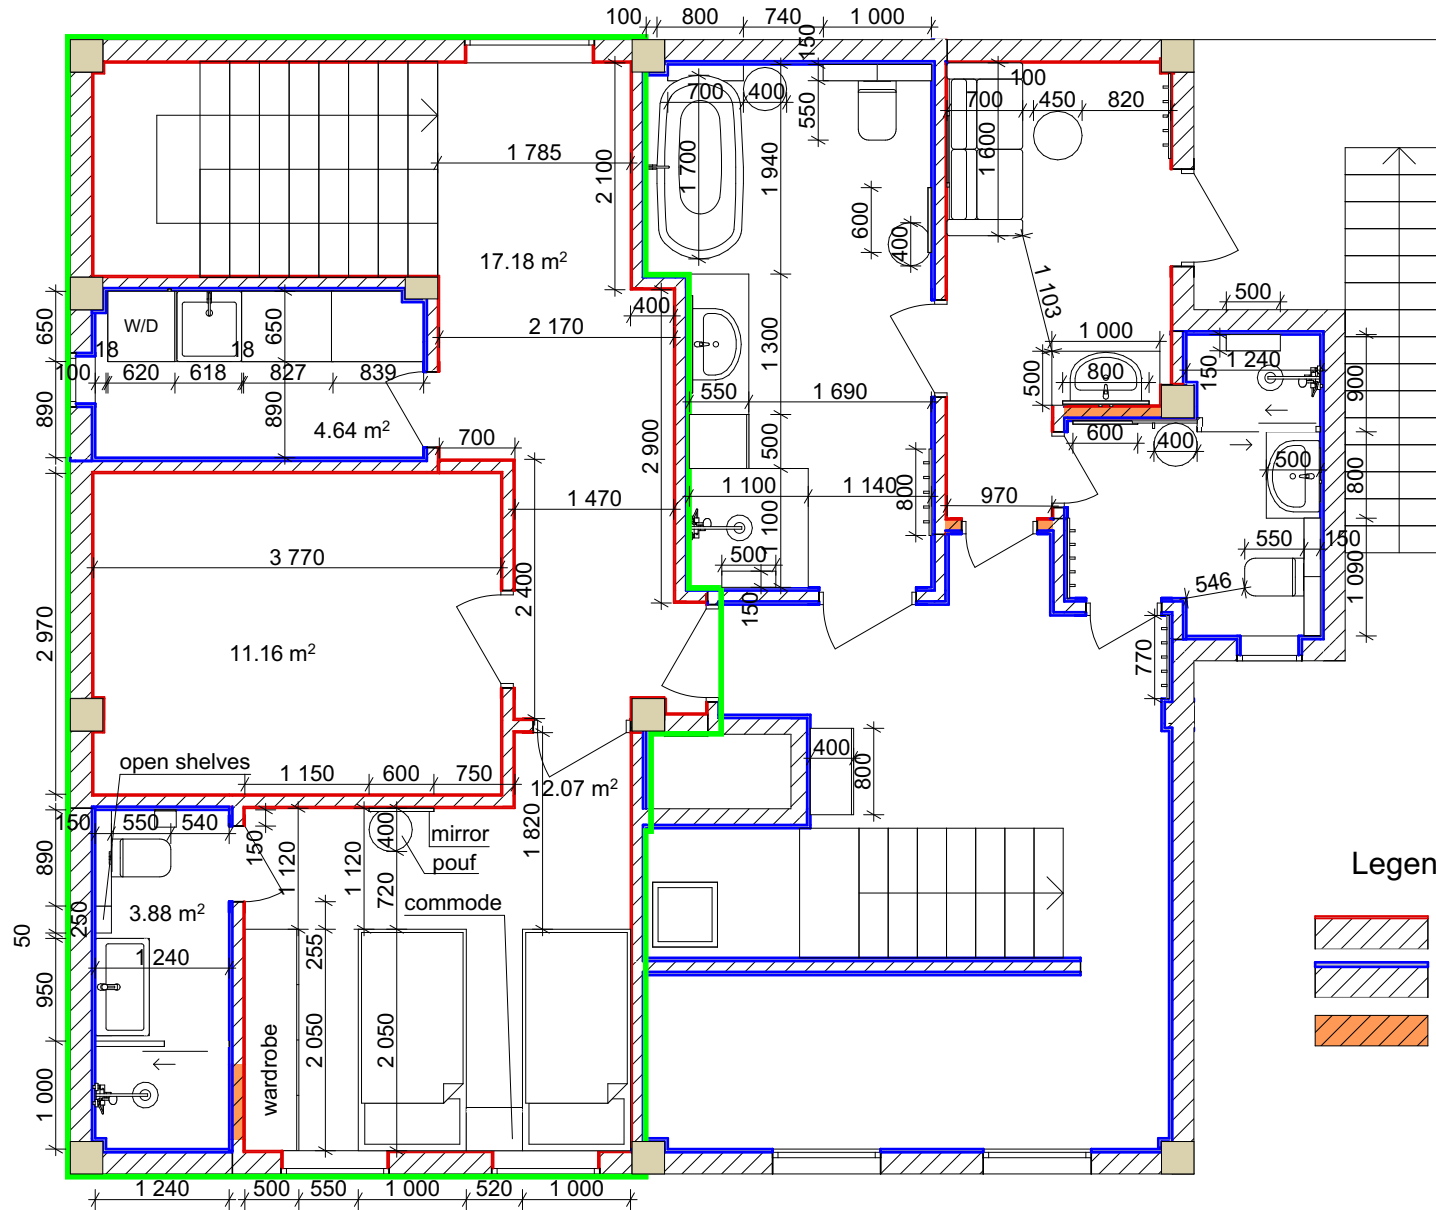 100 800 740 1 000
150
100
700 400 550 700 450 820
1 785 2 100 1 700 1 940 1 600
600 400
17.18 m²
1 103
500
650 W/D 650 400
2 170 1 300 1 000
18 18
100 620 618 827 839
550 1 690 500 800 150 1 240 900
890 890 4.64 m² 700
2 900 500 600 400
1 470 1 100 1 140 800 970 500 800
3 770 2 400 1 100
500 550 150
150 546 1 090
2 970 11.16 m² 770
open shelves
1 150 600 750 12.07 m² 400 800
150 550 540 150 400 mirror 1 820
890 1 120 1 120 pouf
720
Legen
250 3.88 m² commode
50 255
1 240
950
2 050 2 050
wardrobe
1 000
1 240 500 550 1 000 520 1 000